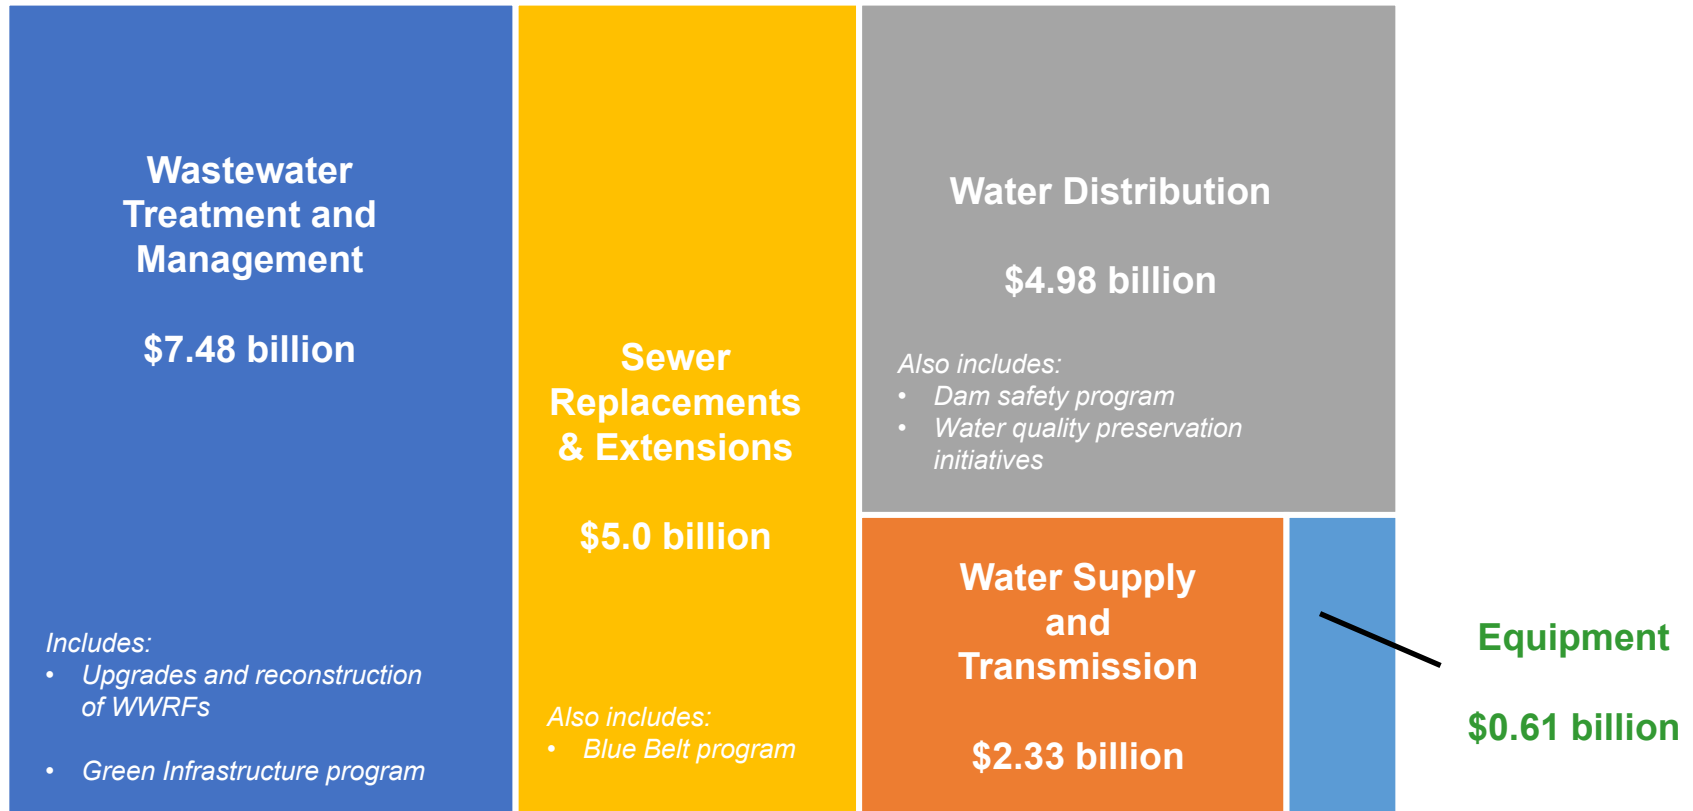 Wastewater
Treatment and
Management
$7.48 billion
Includes:
• Upgrades and reconstruction
of WWRFs
• Green Infrastructure program
Sewer
Replacements
& Extensions
$5.0 billion
Also includes:
• Blue Belt program
Water Distribution
$4.98 billion
Also includes:
• Dam safety program
• Water quality preservation
initiatives
Water Supply
and
Transmission
$2.33 billion
Equipment
$0.61 billion